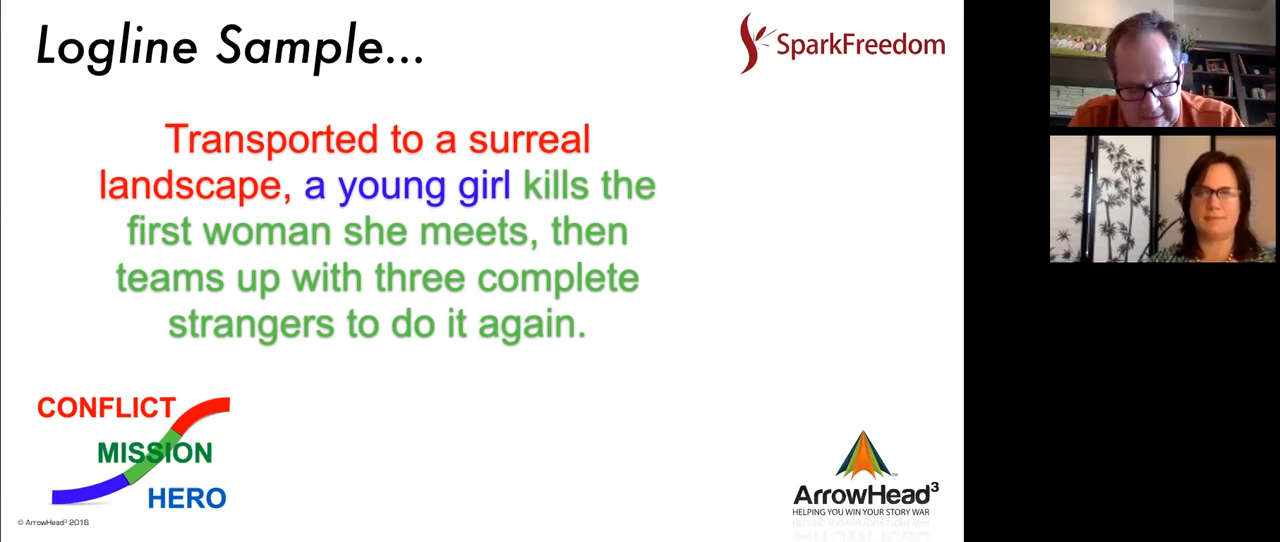 Logline Sample...
SparkFreedom
Transported to a surreal
landscape, a young girl kills the
first woman she meets, then
teams up with three complete
strangers to do it again.
CONFLICT
MISSION
HERO
© ArrowHead³ 2016
ArrowHead³
HELPING YOU WIN YOUR STORY WAR